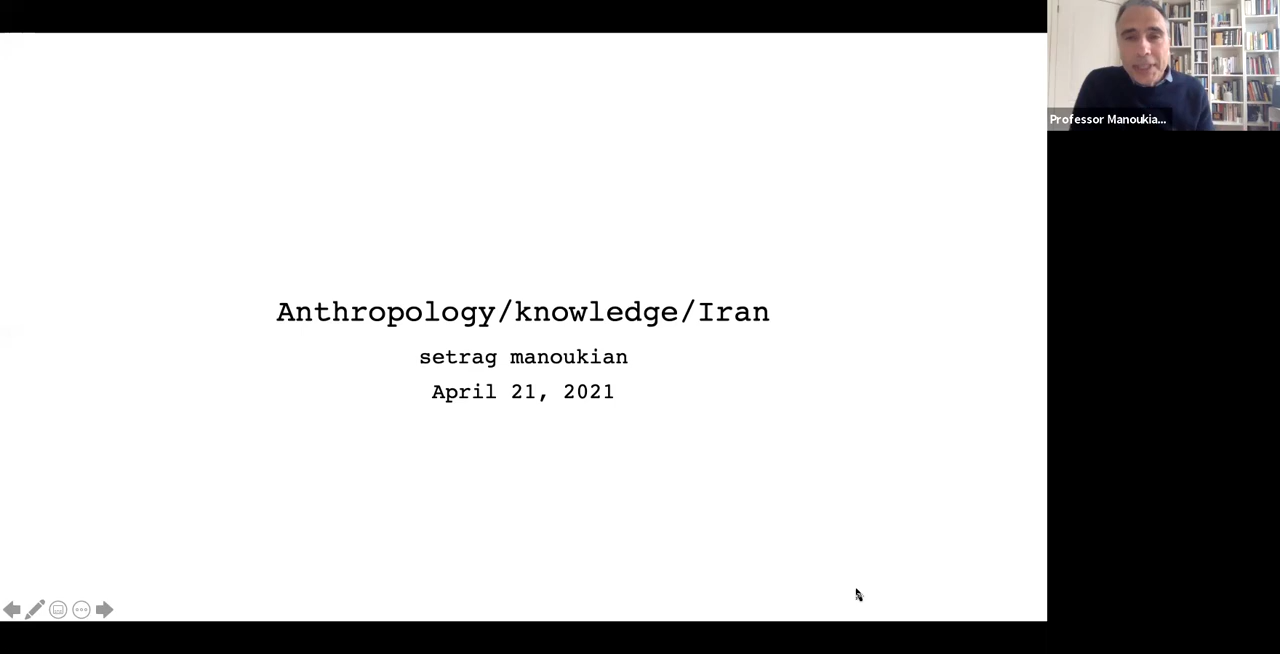 Anthropology/knowledge/Iran
setrag manoukian
April 21, 2021
Professor Manoukia...